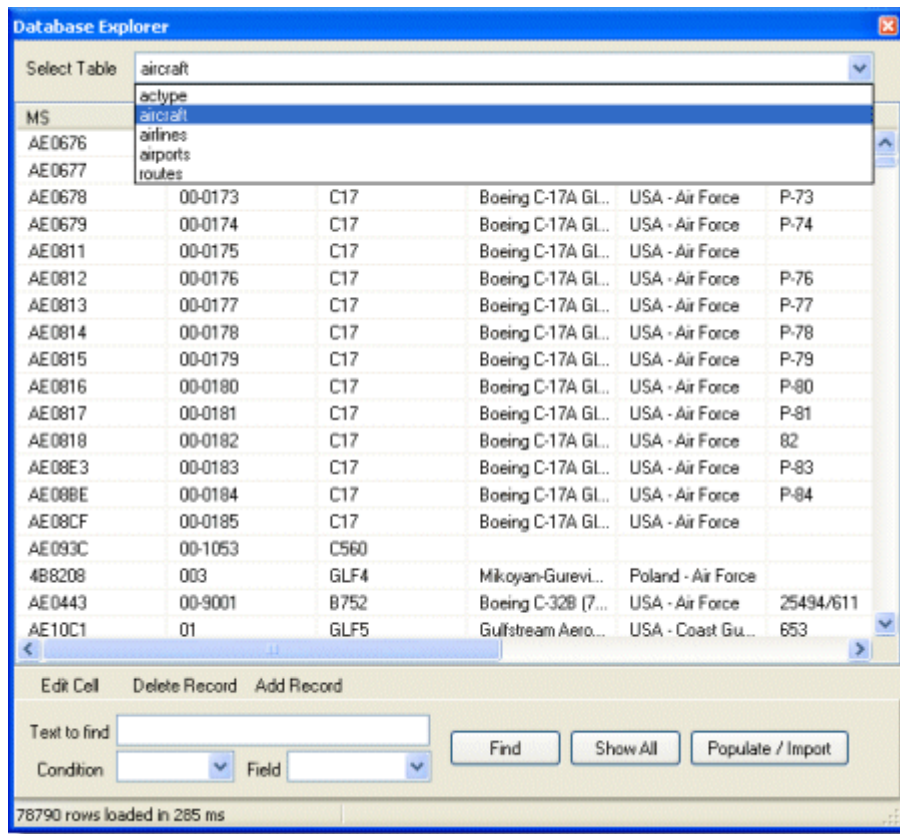 Database Explorer
Select Table aircraft
actype
MS aircraft
AE0676 airlines
airports
AE0677 routes
AE0678 00-0173 C17 Boeing C-17A Gl... USA - Air Force P-73
AE0679 00-0174 C17 Boeing C-17A Gl... USA - Air Force P-74
AE0811 00-0175 C17 Boeing C-17A Gl... USA - Air Force
AE0812 00-0176 C17 Boeing C-17A Gl... USA - Air Force P-76
AE0813 00-0177 C17 Boeing C-17A Gl... USA - Air Force P-77
AE0814 00-0178 C17 Boeing C-17A Gl... USA - Air Force P-78
AE0815 00-0179 C17 Boeing C-17A Gl... USA - Air Force P-79
AE0816 00-0180 C17 Boeing C-17A Gl... USA - Air Force P-80
AE0817 00-0181 C17 Boeing C-17A Gl... USA - Air Force P-81
AE0818 00-0182 C17 Boeing C-17A Gl... USA - Air Force 82
AE08E3 00-0183 C17 Boeing C-17A Gl... USA - Air Force P-83
AE08BE 00-0184 C17 Boeing C-17A Gl... USA - Air Force P-84
AE08CF 00-0185 C17 Boeing C-17A Gl... USA - Air Force
AE093C 00-1053 C560
4B8208 003 GLF4 Mikoyan-Gurevi... Poland - Air Force
AE0443 00-9001 B752 Boeing C-32B (7... USA - Air Force 25494/611
AE10C1 01 GLF5 Gulfstream Aero... USA - Coast Gu... 653
Edit Cell Delete Record Add Record
Text to find
Find Show All Populate / Import
Condition Field
78790 rows loaded in 285 ms